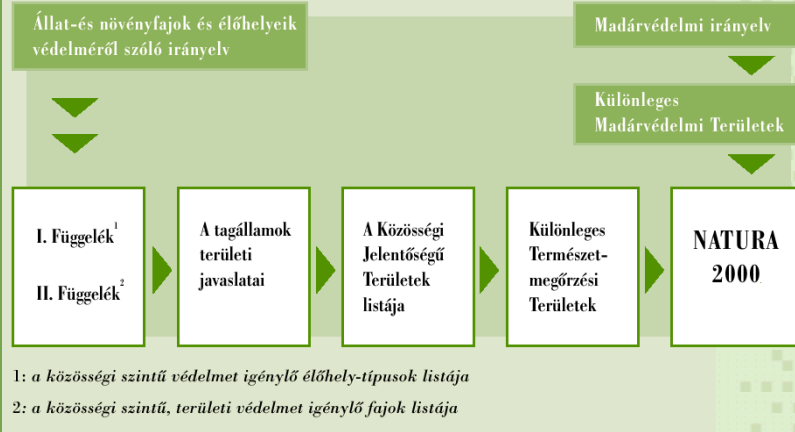 Állat-és növényfajok és élőhelyeik
védelméről szóló irányelv
Madárvédelmi irányelv
Különleges
Madárvédelmi Területek
I. Függelék¹
II. Függelék²
A tagállamok
területi
javaslatai
A Közösségi
Jelentőségű
Területek
listája
Különleges
Természet-
megőrzési
Területek
NATURA
2000
1: a közösségi szintű védelmet igénylő élőhely-típusok listája
2: a közösségi szintű, területi védelmet igénylő fajok listája